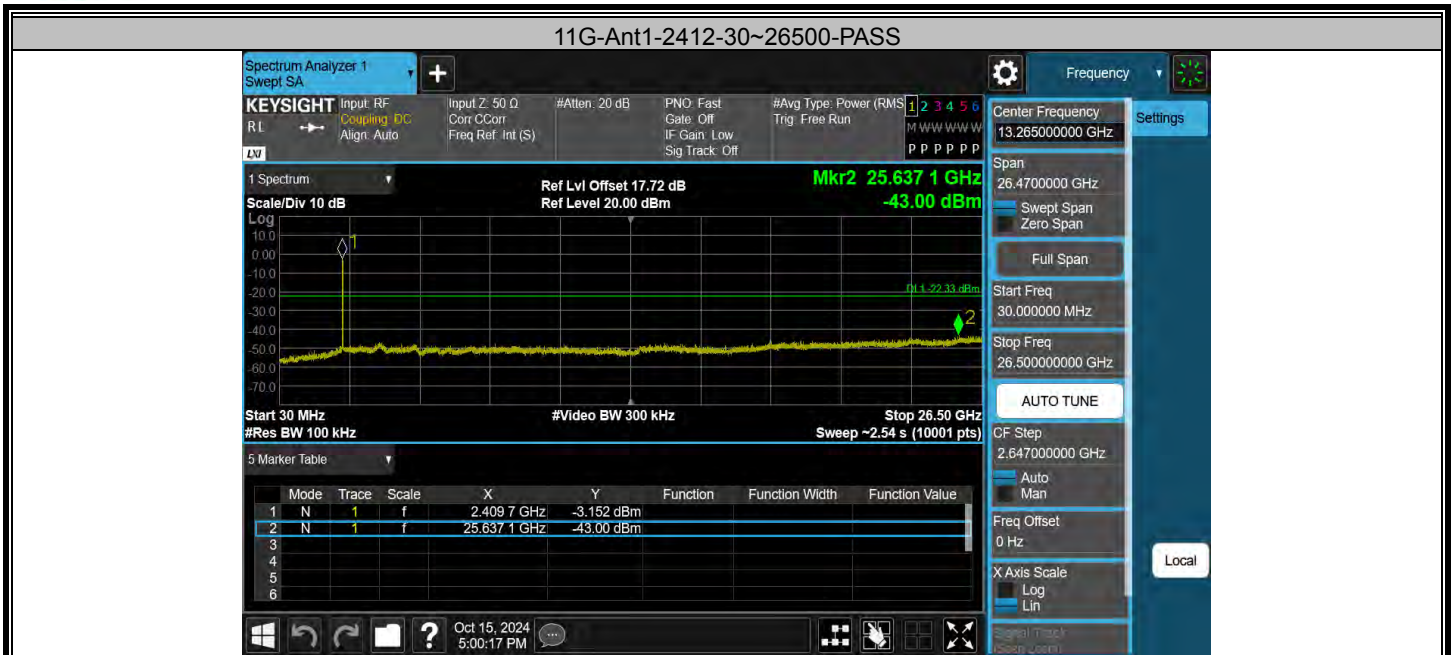 11G-Ant1-2412-30~26500-PASS
Spectrum Analyzer 1
Swept SA
+
Frequency
KEYSIGHT
RL
LXI
Input: RF
Coupling: DC
Align: Auto
Input Z: 50 Ω
Corr CCorr
Freq Ref: Int (S)
#Atten: 20 dB
PNO: Fast
Gate: Off
IF Gain: Low
Sig Track: Off
#Avg Type: Power (RMS
Trig: Free Run
1 2 3 4 5 6
M W W W W W
P P P P P P
1 Spectrum
Scale/Div 10 dB
Ref Lvl Offset 17.72 dB
Ref Level 20.00 dBm
Mkr2 25.637 1 GHz
-43.00 dBm
Log
10.0
0.00
-10.0
-20.0
-30.0
-40.0
-50.0
-60.0
-70.0
1
DL1 -22.33 dBm
2
Start 30 MHz
#Video BW 300 kHz
Stop 26.50 GHz
#Res BW 100 kHz
Sweep ~2.54 s (10001 pts)
5 Marker Table
Mode Trace Scale X Y Function Function Width Function Value
1 N 1 f 2.409 7 GHz -3.152 dBm
2 N 1 f 25.637 1 GHz -43.00 dBm
3
4
5
6
Oct 15, 2024
5:00:17 PM
Center Frequency
13.265000000 GHz
Settings
Span
26.4700000 GHz
Swept Span
Zero Span
Full Span
Start Freq
30.000000 MHz
Stop Freq
26.500000000 GHz
AUTO TUNE
CF Step
2.647000000 GHz
Auto
Man
Freq Offset
0 Hz
X Axis Scale
Log
Lin
Signal Track
(Span Zoom)
Local